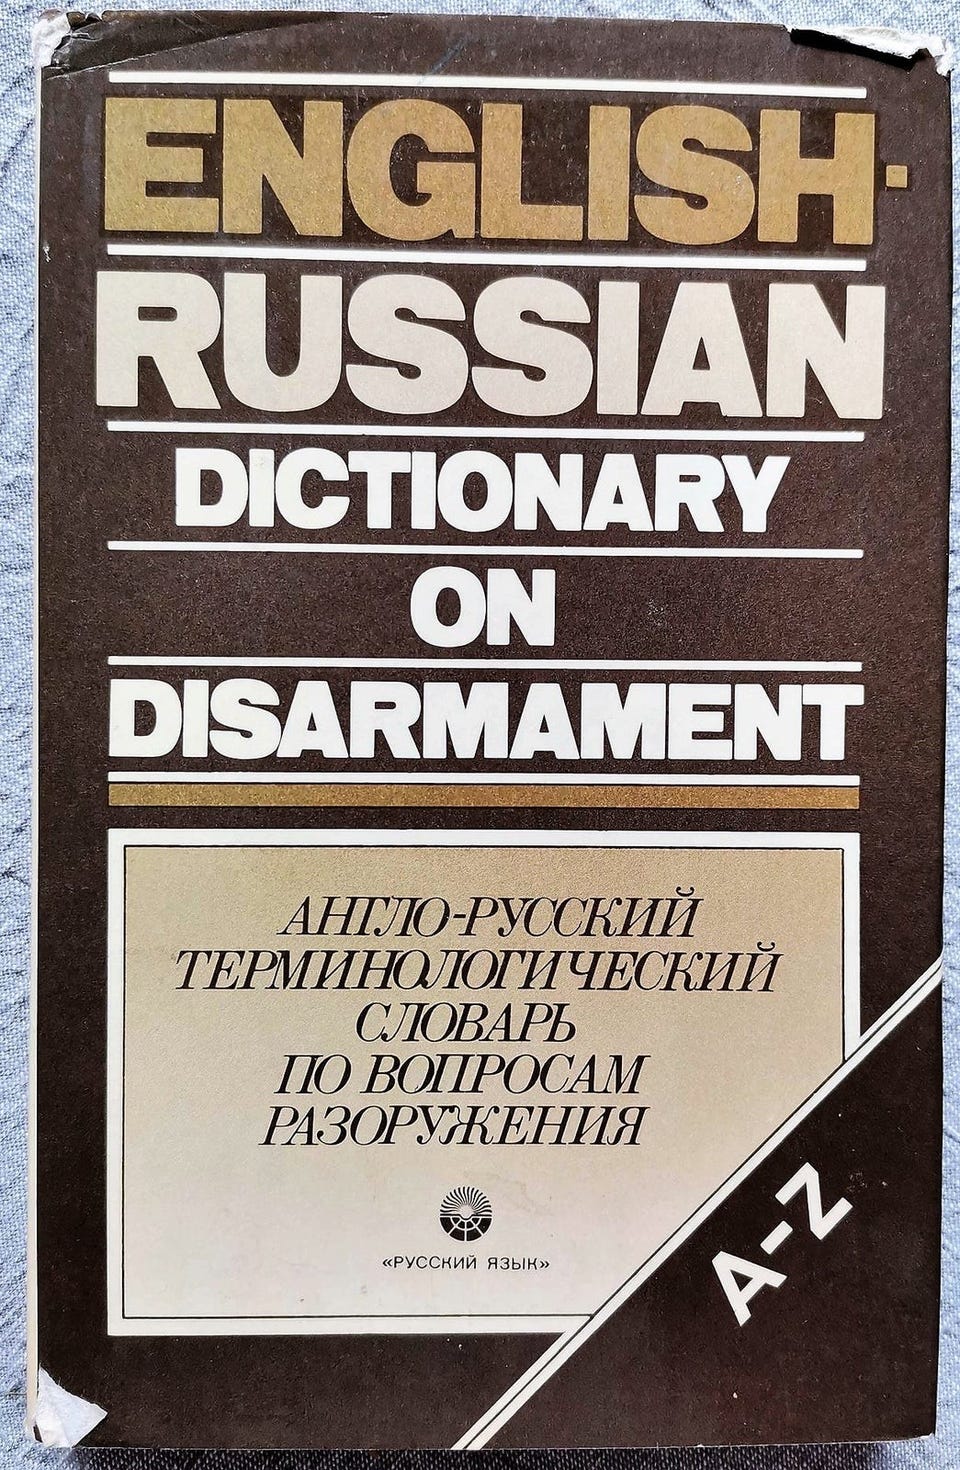 ENGLISH-
RUSSIAN
DICTIONARY
ON
DISARMAMENT
АНГЛО-РУССКИЙ
ТЕРМИНОЛОГИЧЕСКИЙ
СЛОВАРЬ
ПО ВОПРОСАМ
РАЗОРУЖЕНИЯ
«РУССКИЙ ЯЗЫК»
A-Z